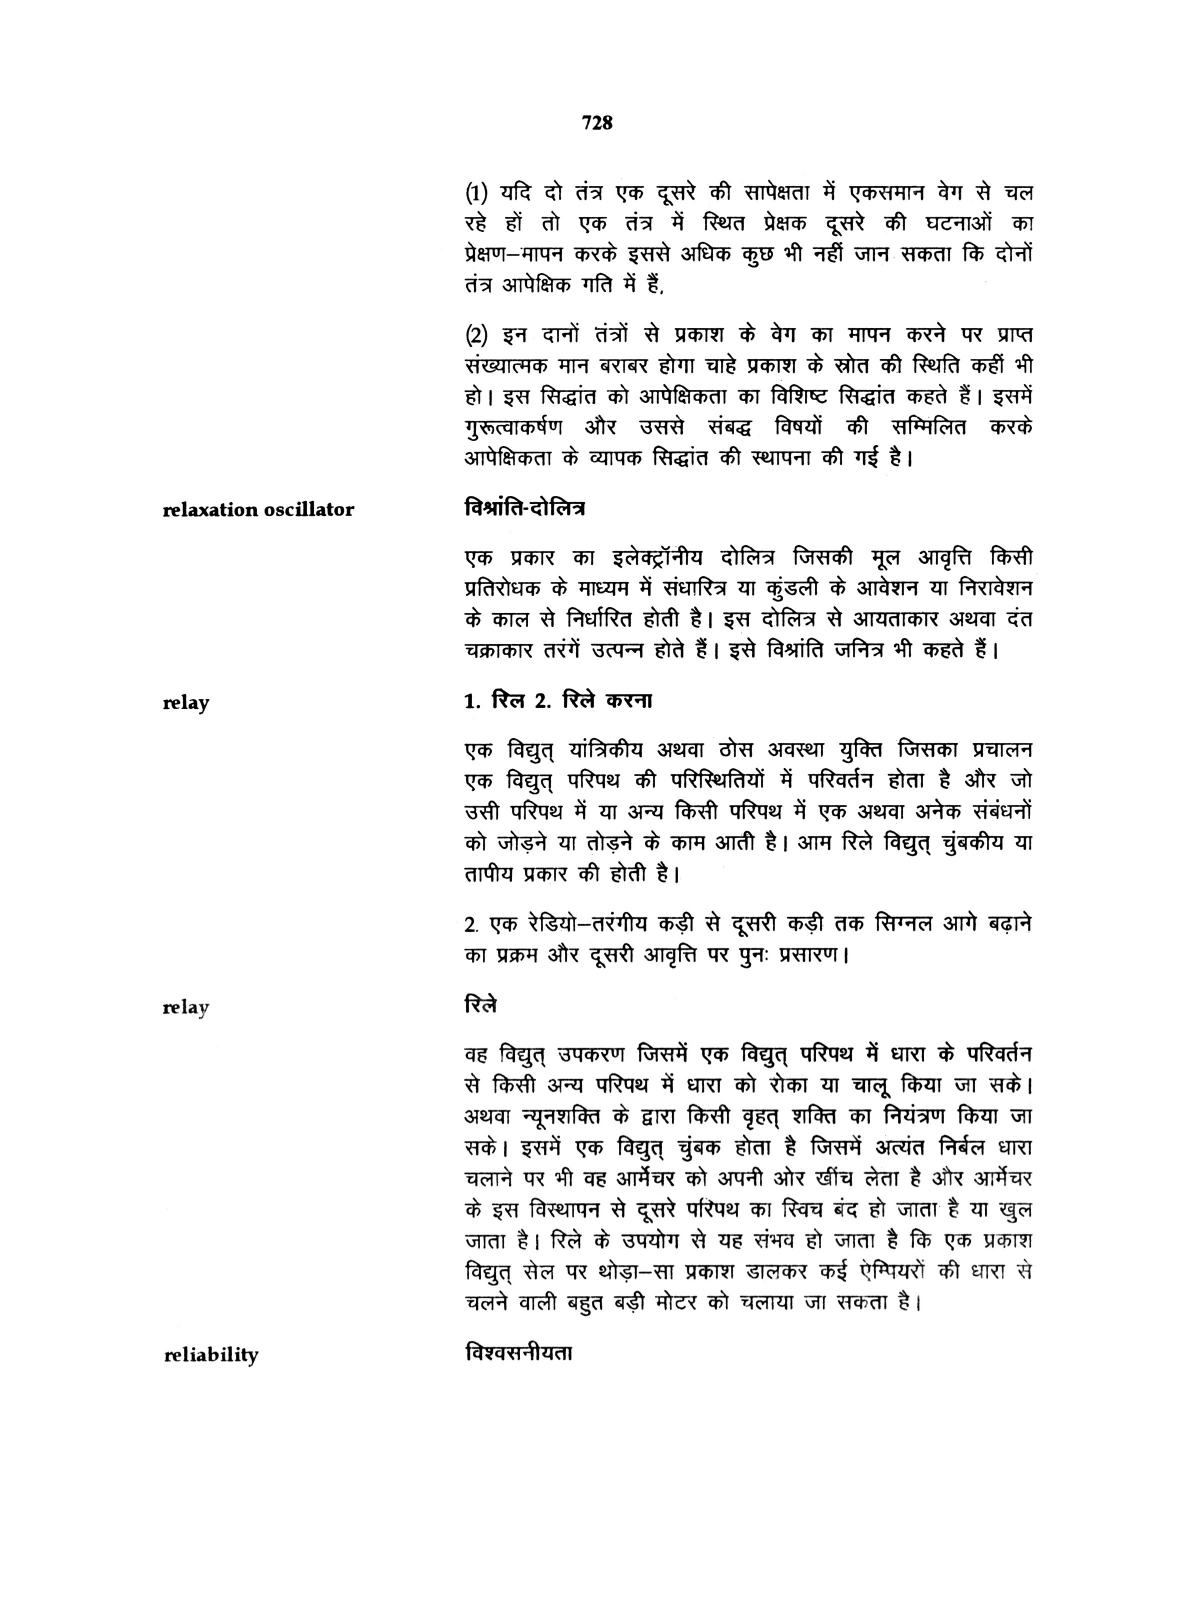 728
(1) यदि दो तंत्र एक दूसरे की सापेक्षता में एकसमान वेग से चल
रहे हों तो एक तंत्र में स्थित प्रेक्षक दूसरे की घटनाओं का
प्रेक्षण–मापन करके इससे अधिक कुछ भी नहीं जान सकता कि दोनों
तंत्र आपेक्षिक गति में हैं,
(2) इन दानों तंत्रों से प्रकाश के वेग का मापन करने पर प्राप्त
संख्यात्मक मान बराबर होगा चाहे प्रकाश के स्रोत की स्थिति कहीं भी
हो। इस सिद्धांत को आपेक्षिकता का विशिष्ट सिद्धांत कहते हैं। इसमें
गुरूत्वाकर्षण और उससे संबद्ध विषयों की सम्मिलित करके
आपेक्षिकता के व्यापक सिद्धांत की स्थापना की गई है।
relaxation oscillator विश्रांति-दोलित्र
एक प्रकार का इलेक्ट्रॉनीय दोलित्र जिसकी मूल आवृत्ति किसी
प्रतिरोधक के माध्यम में संधारित्र या कुंडली के आवेशन या निरावेशन
के काल से निर्धारित होती है। इस दोलित्र से आयताकार अथवा दंत
चक्राकार तरंगें उत्पन्न होते हैं। इसे विश्रांति जनित्र भी कहते हैं।
relay 1. रिल 2. रिले करना
एक विद्युत् यांत्रिकीय अथवा ठोस अवस्था युक्ति जिसका प्रचालन
एक विद्युत् परिपथ की परिस्थितियों में परिवर्तन होता है और जो
उसी परिपथ में या अन्य किसी परिपथ में एक अथवा अनेक संबंधनों
को जोड़ने या तोड़ने के काम आती है। आम रिले विद्युत् चुंबकीय या
तापीय प्रकार की होती है।
2. एक रेडियो–तरंगीय कड़ी से दूसरी कड़ी तक सिग्नल आगे बढ़ाने
का प्रक्रम और दूसरी आवृत्ति पर पुनः प्रसारण।
relay रिले
वह विद्युत् उपकरण जिसमें एक विद्युत् परिपथ में धारा के परिवर्तन
से किसी अन्य परिपथ में धारा को रोका या चालू किया जा सके।
अथवा न्यूनशक्ति के द्वारा किसी वृहत् शक्ति का नियंत्रण किया जा
सके। इसमें एक विद्युत् चुंबक होता है जिसमें अत्यंत निर्बल धारा
चलाने पर भी वह आर्मेचर को अपनी ओर खींच लेता है और आर्मेचर
के इस विस्थापन से दूसरे परिपथ का स्विच बंद हो जाता है या खुल
जाता है। रिले के उपयोग से यह संभव हो जाता है कि एक प्रकाश
विद्युत् सेल पर थोड़ा–सा प्रकाश डालकर कई ऐम्पियरों की धारा से
चलने वाली बहुत बड़ी मोटर को चलाया जा सकता है।
reliability विश्वसनीयता